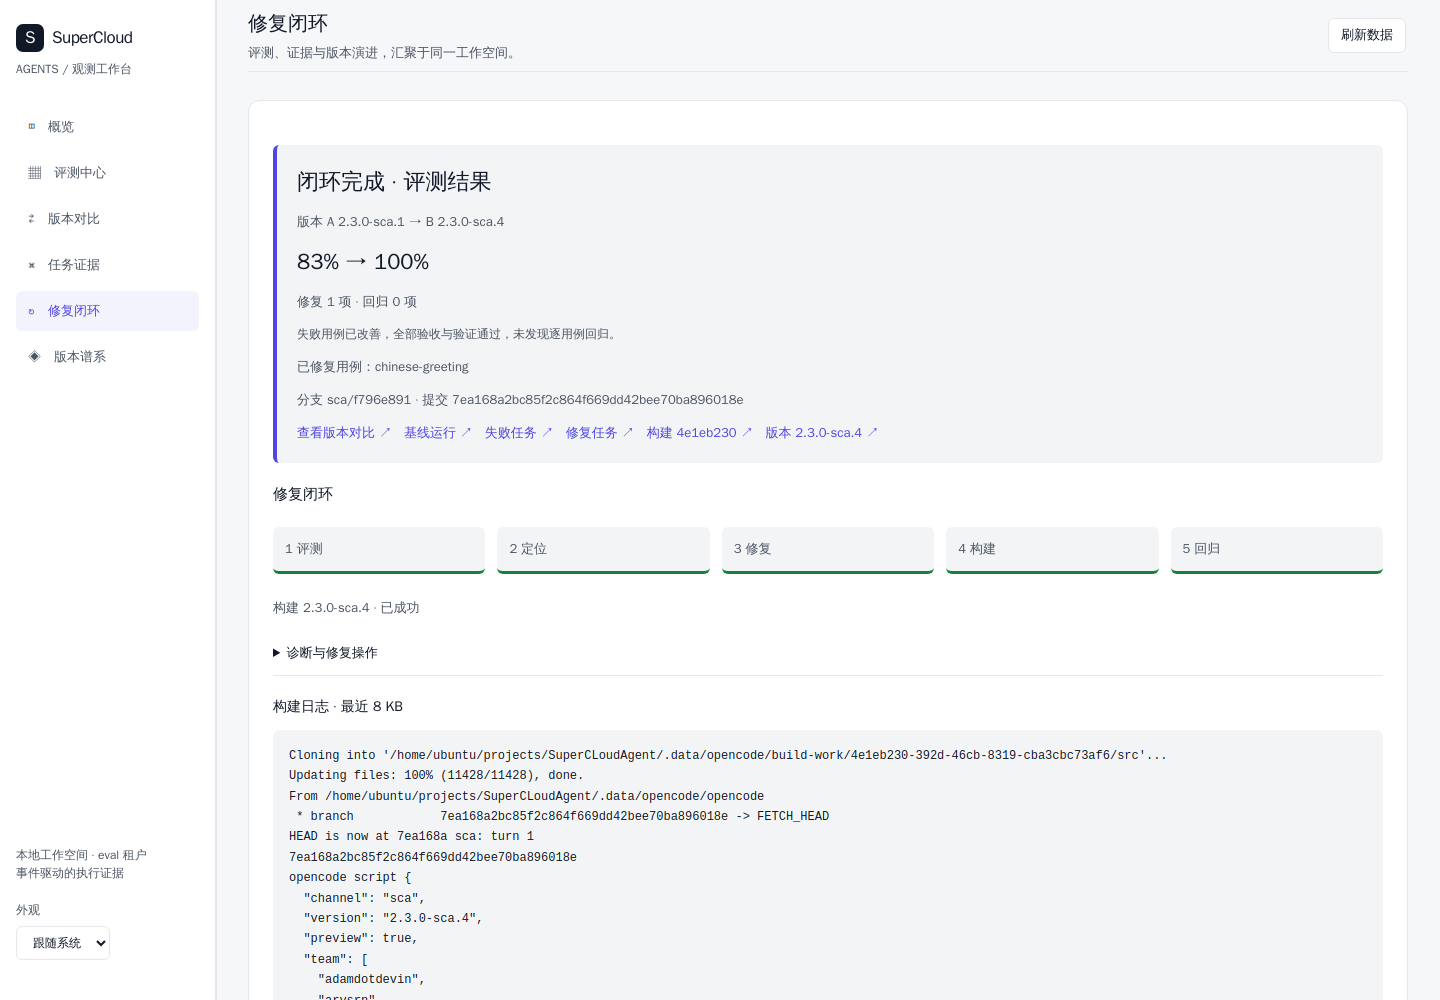 S SuperCloud
AGENTS / 观测工作台
概览
评测中心
版本对比
任务证据
修复闭环
版本谱系
本地工作空间 · eval 租户
事件驱动的执行证据
外观
跟随系统
修复闭环
评测、证据与版本演进，汇聚于同一工作空间。
刷新数据
闭环完成 · 评测结果
版本 A 2.3.0-sca.1 → B 2.3.0-sca.4
83% → 100%
修复 1 项 · 回归 0 项
失败用例已改善，全部验收与验证通过，未发现逐用例回归。
已修复用例：chinese-greeting
分支 sca/f796e891 · 提交 7ea168a2bc85f2c864f669dd42bee70ba896018e
查看版本对比 ↗ 基线运行 ↗ 失败任务 ↗ 修复任务 ↗ 构建 4e1eb230 ↗ 版本 2.3.0-sca.4 ↗
修复闭环
1 评测
2 定位
3 修复
4 构建
5 回归
构建 2.3.0-sca.4 · 已成功
▶ 诊断与修复操作
构建日志 · 最近 8 KB
Cloning into '/home/ubuntu/projects/SuperCLoudAgent/.data/opencode/build-work/4e1eb230-392d-46cb-8319-cba3cbc73af6/src'...
Updating files: 100% (11428/11428), done.
From /home/ubuntu/projects/SuperCLoudAgent/.data/opencode/opencode
 * branch            7ea168a2bc85f2c864f669dd42bee70ba896018e -> FETCH_HEAD
HEAD is now at 7ea168a sca: turn 1
7ea168a2bc85f2c864f669dd42bee70ba896018e
opencode script {
  "channel": "sca",
  "version": "2.3.0-sca.4",
  "preview": true,
  "team": [
    "adamdotdevin",
    "arvsrn"